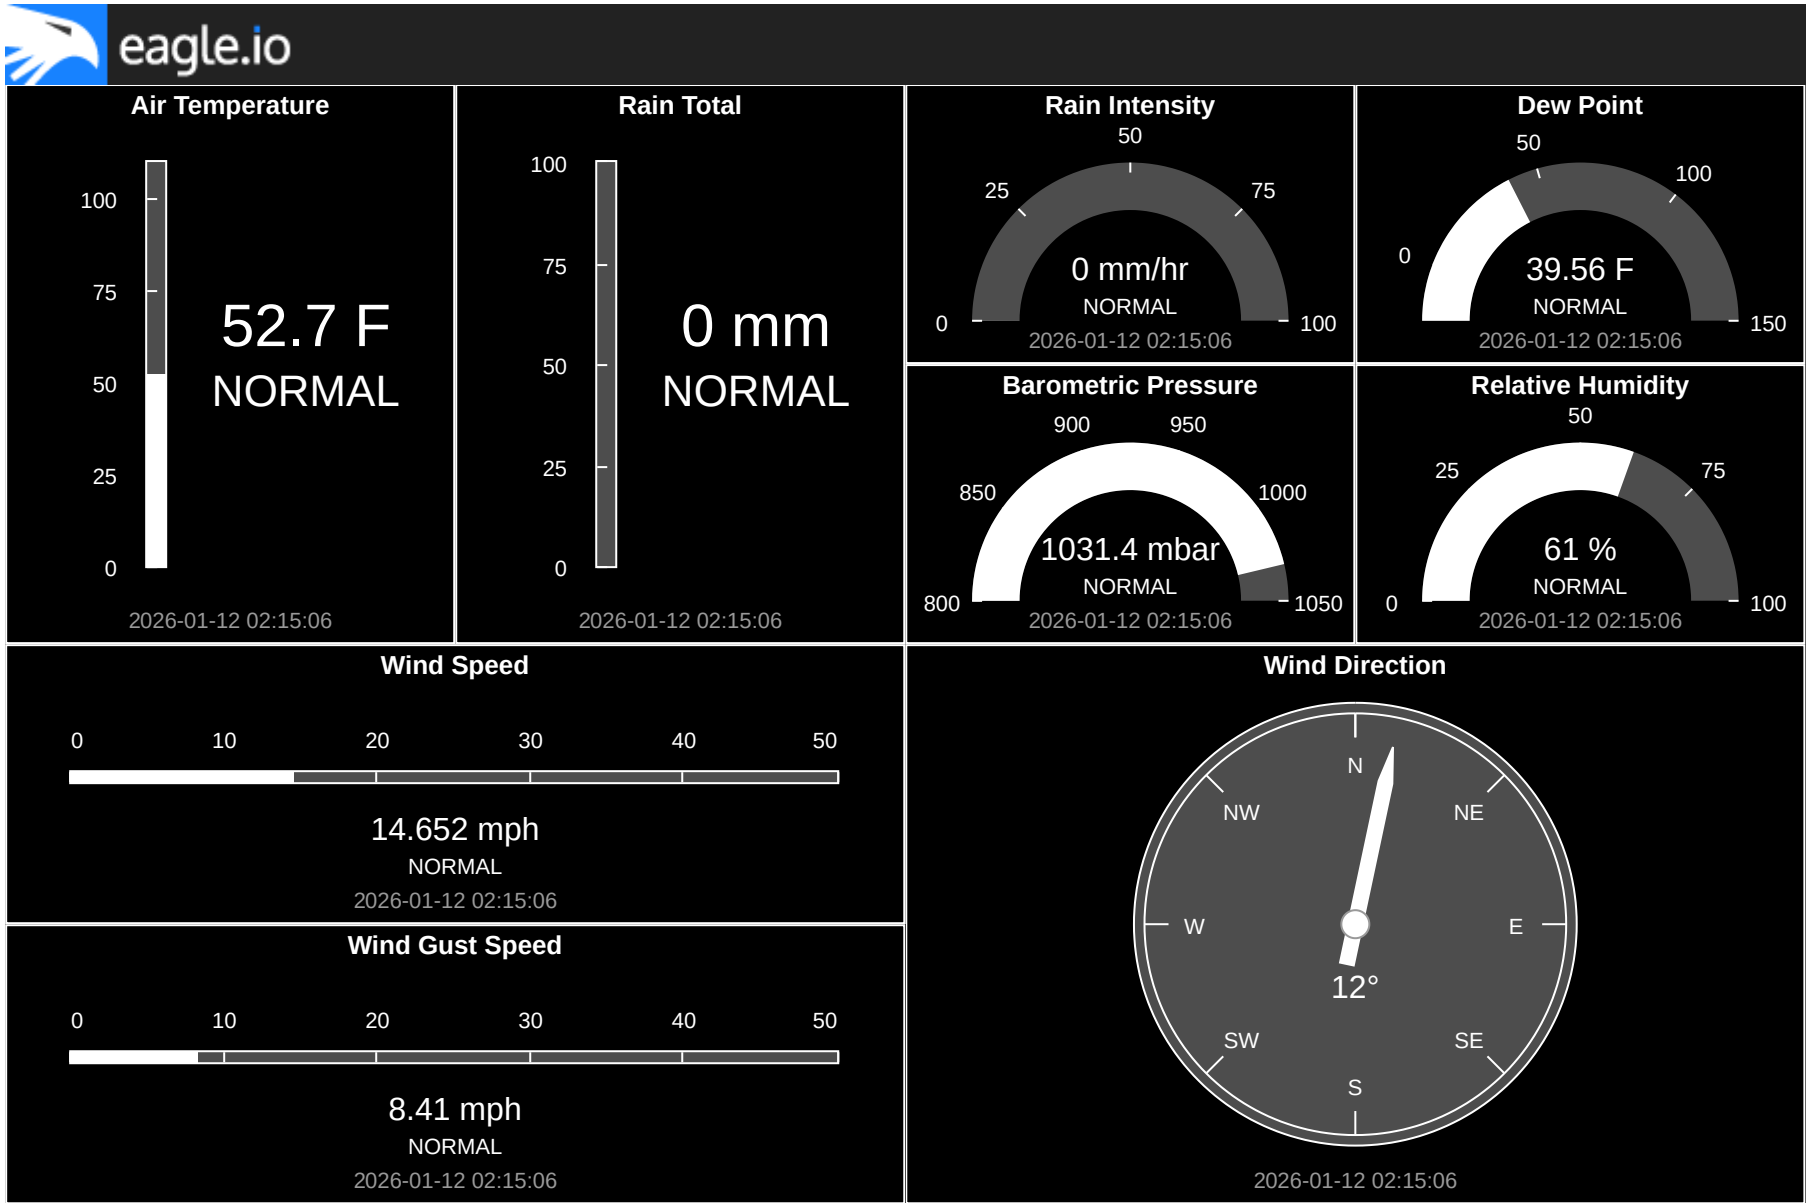 eagle.io
Air Temperature
100
75
50
25
0
52.7 F
NORMAL
2026-01-12 02:15:06
Rain Total
100
75
50
25
0
0 mm
NORMAL
2026-01-12 02:15:06
Rain Intensity
50
25
75
0
100
0 mm/hr
NORMAL
2026-01-12 02:15:06
Dew Point
50
100
0
150
39.56 F
NORMAL
2026-01-12 02:15:06
Barometric Pressure
900
950
850
1000
800
1050
1031.4 mbar
NORMAL
2026-01-12 02:15:06
Relative Humidity
50
25
75
0
100
61 %
NORMAL
2026-01-12 02:15:06
Wind Speed
0 10 20 30 40 50
14.652 mph
NORMAL
2026-01-12 02:15:06
Wind Gust Speed
0 10 20 30 40 50
8.41 mph
NORMAL
2026-01-12 02:15:06
Wind Direction
N
NW NE
W E
12°
SW SE
S
2026-01-12 02:15:06